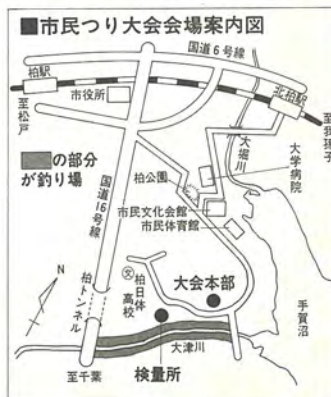 ■市民つり大会会場案内図
国道6号線
柏駅
北柏駅
市役所
至松戸
至我孫子
大堀川
大学病院
の部分
が釣り場
柏公園
国道16号線
市民文化会館
市民体育館
N
柏トンネル
文
柏日体
高校
大会本部
手賀沼
大津川
検量所
至千葉